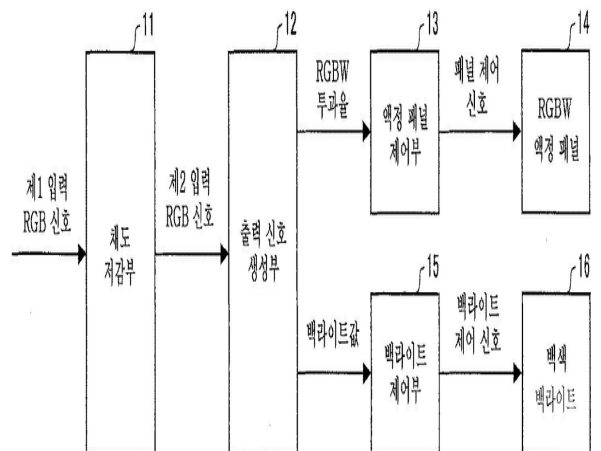 11
12
13
14
제1 입력
RGB 신호
채도
저감부
제2 입력
RGB 신호
출력 신호
생성부
RGBW
투과율
액정 패널
제어부
패널 제어
신호
RGBW
액정 패널
15
16
백라이트값
백라이트
제어부
백라이트
제어 신호
백색
백라이트